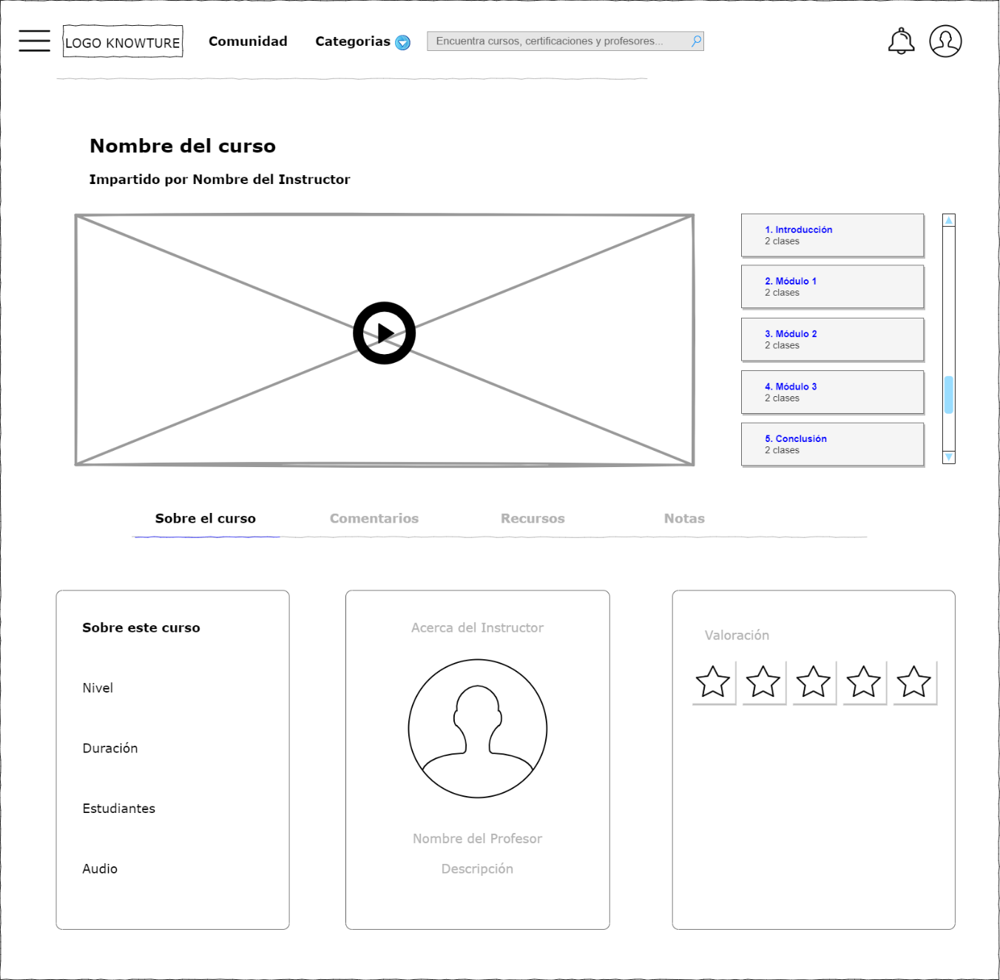 LOGO KNOWTURE
Comunidad
Categorias
Encuentra cursos, certificaciones y profesores...
Nombre del curso
Impartido por Nombre del Instructor
1. Introducción
2 clases
2. Módulo 1
2 clases
3. Módulo 2
2 clases
4. Módulo 3
2 clases
5. Conclusión
2 clases
Sobre el curso
Comentarios
Recursos
Notas
Sobre este curso
Nivel
Duración
Estudiantes
Audio
Acerca del Instructor
Nombre del Profesor
Descripción
Valoración